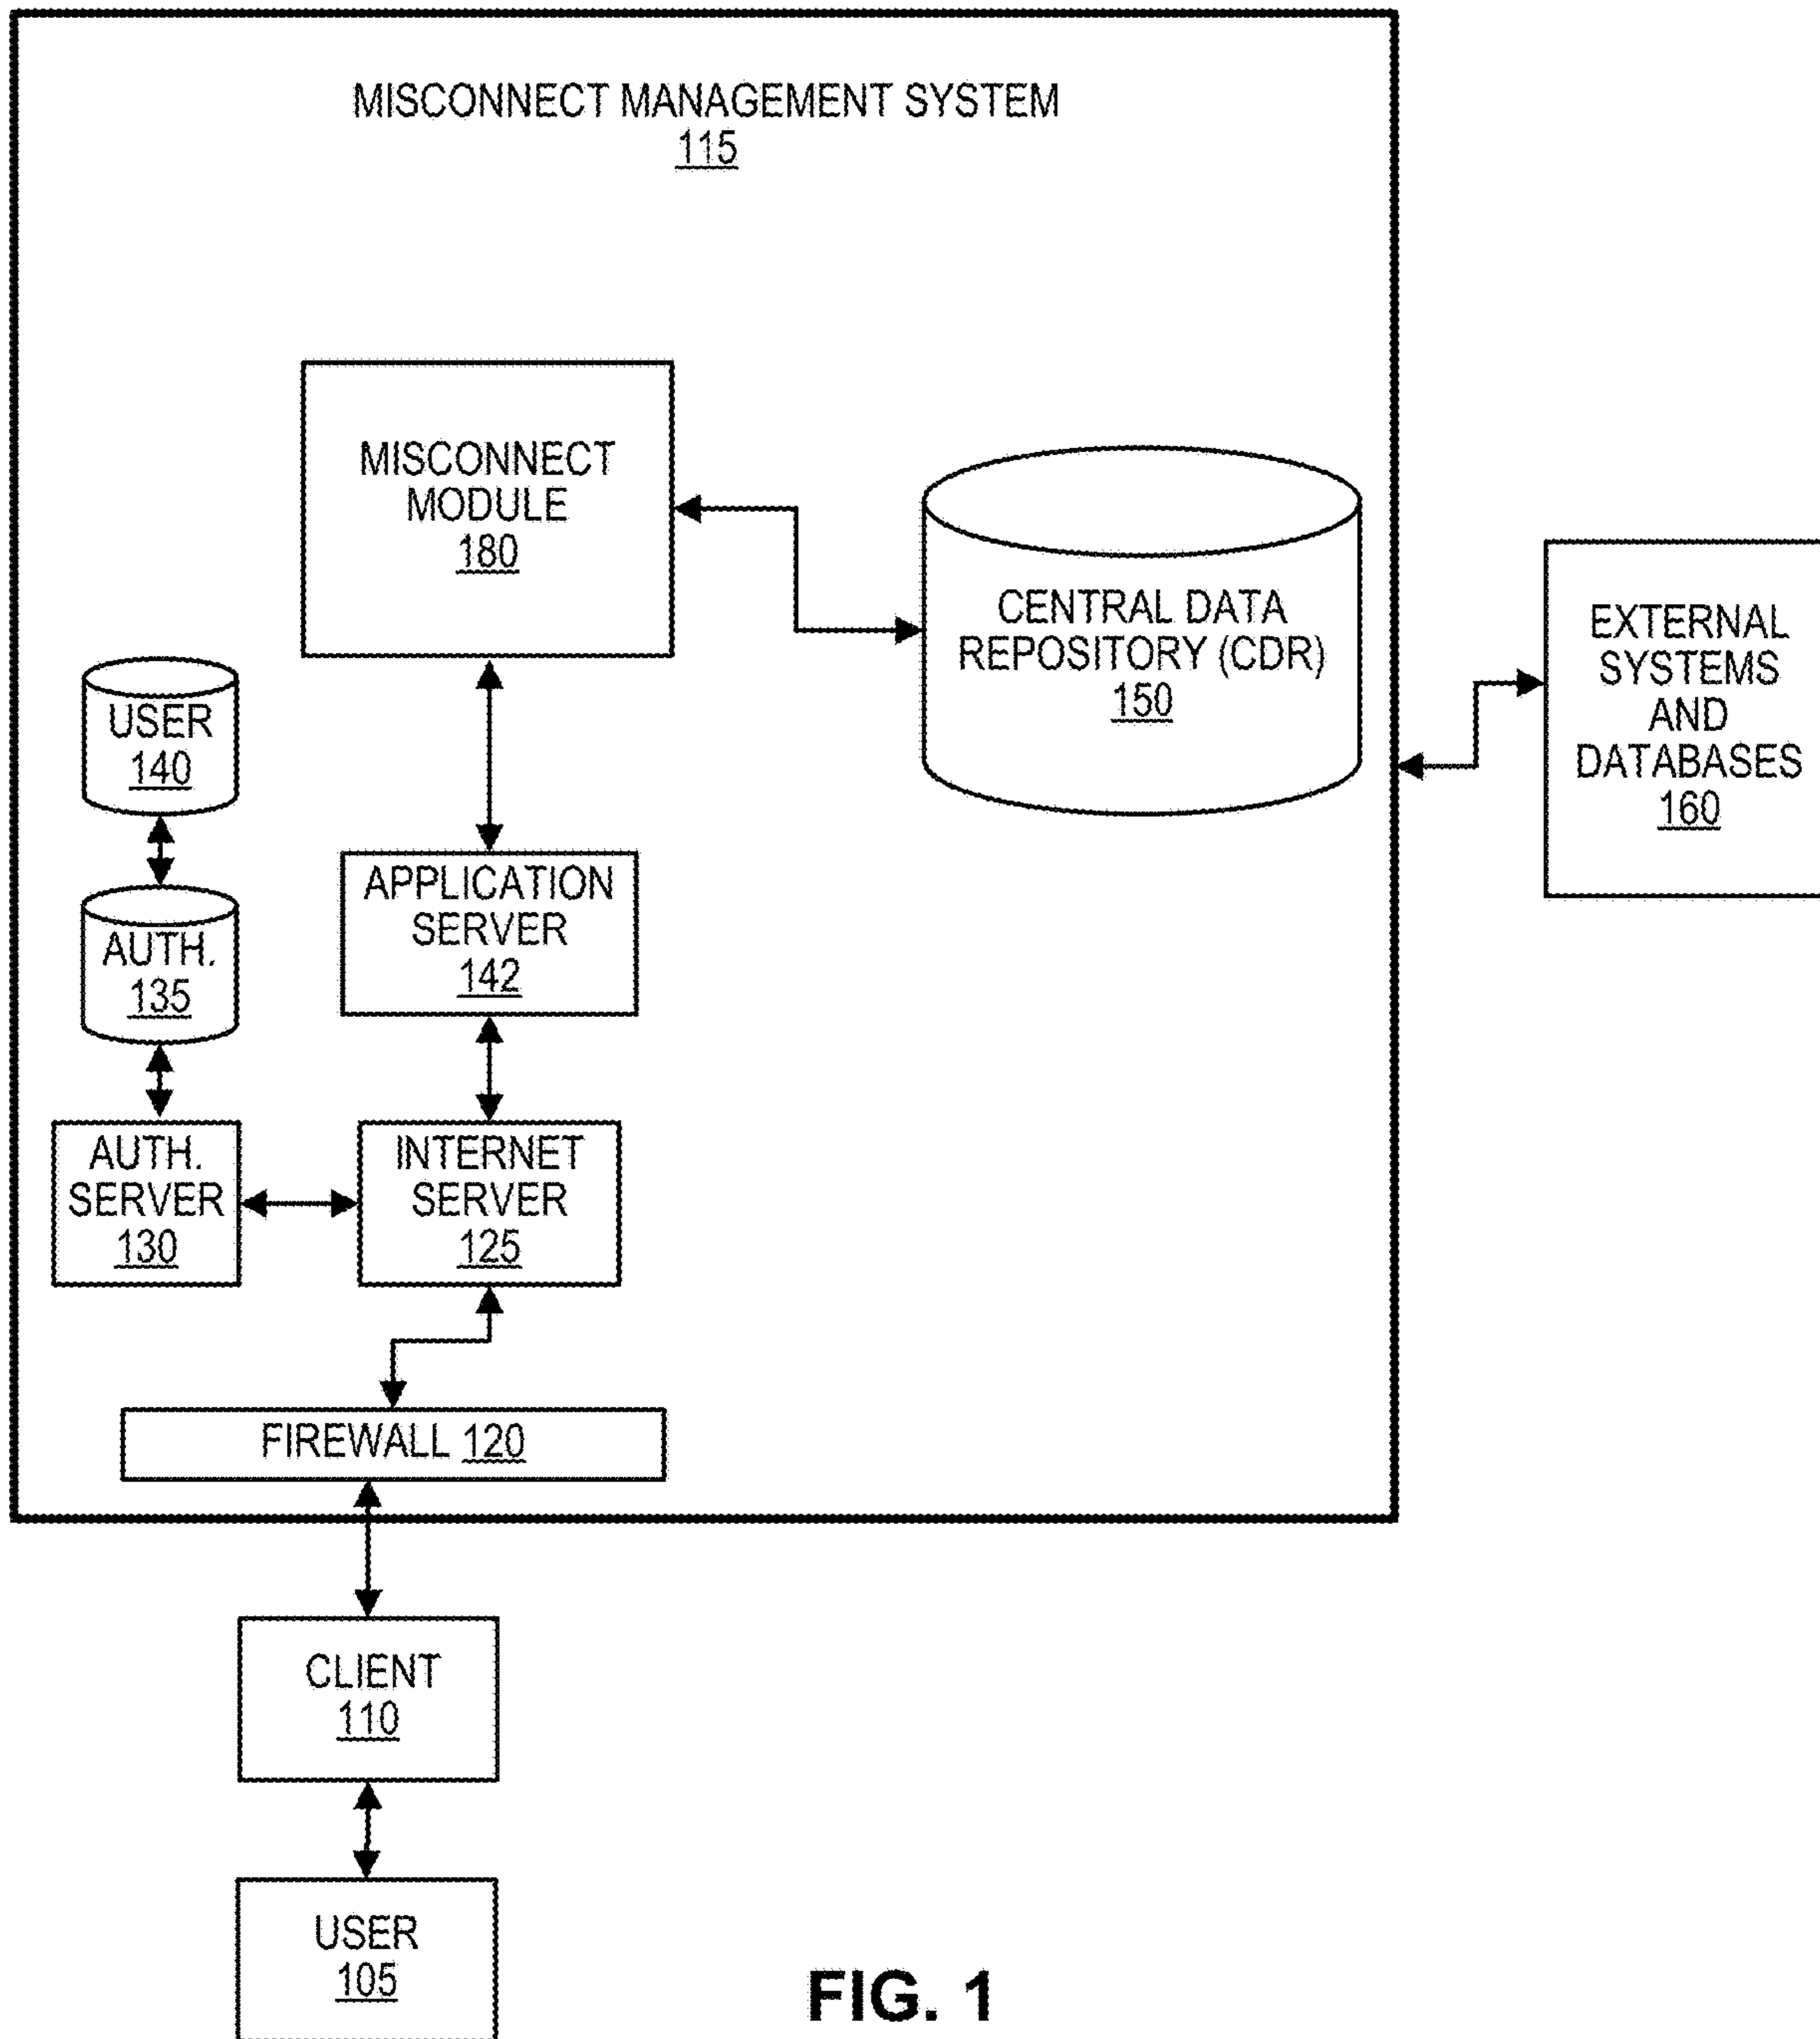 MISCONNECT MANAGEMENT SYSTEM
115
MISCONNECT
MODULE
180
CENTRAL DATA
REPOSITORY (CDR)
150
EXTERNAL
SYSTEMS
AND
DATABASES
160
USER
140
AUTH.
135
APPLICATION
SERVER
142
AUTH.
SERVER
130
INTERNET
SERVER
125
FIREWALL 120
CLIENT
110
USER
105
FIG. 1